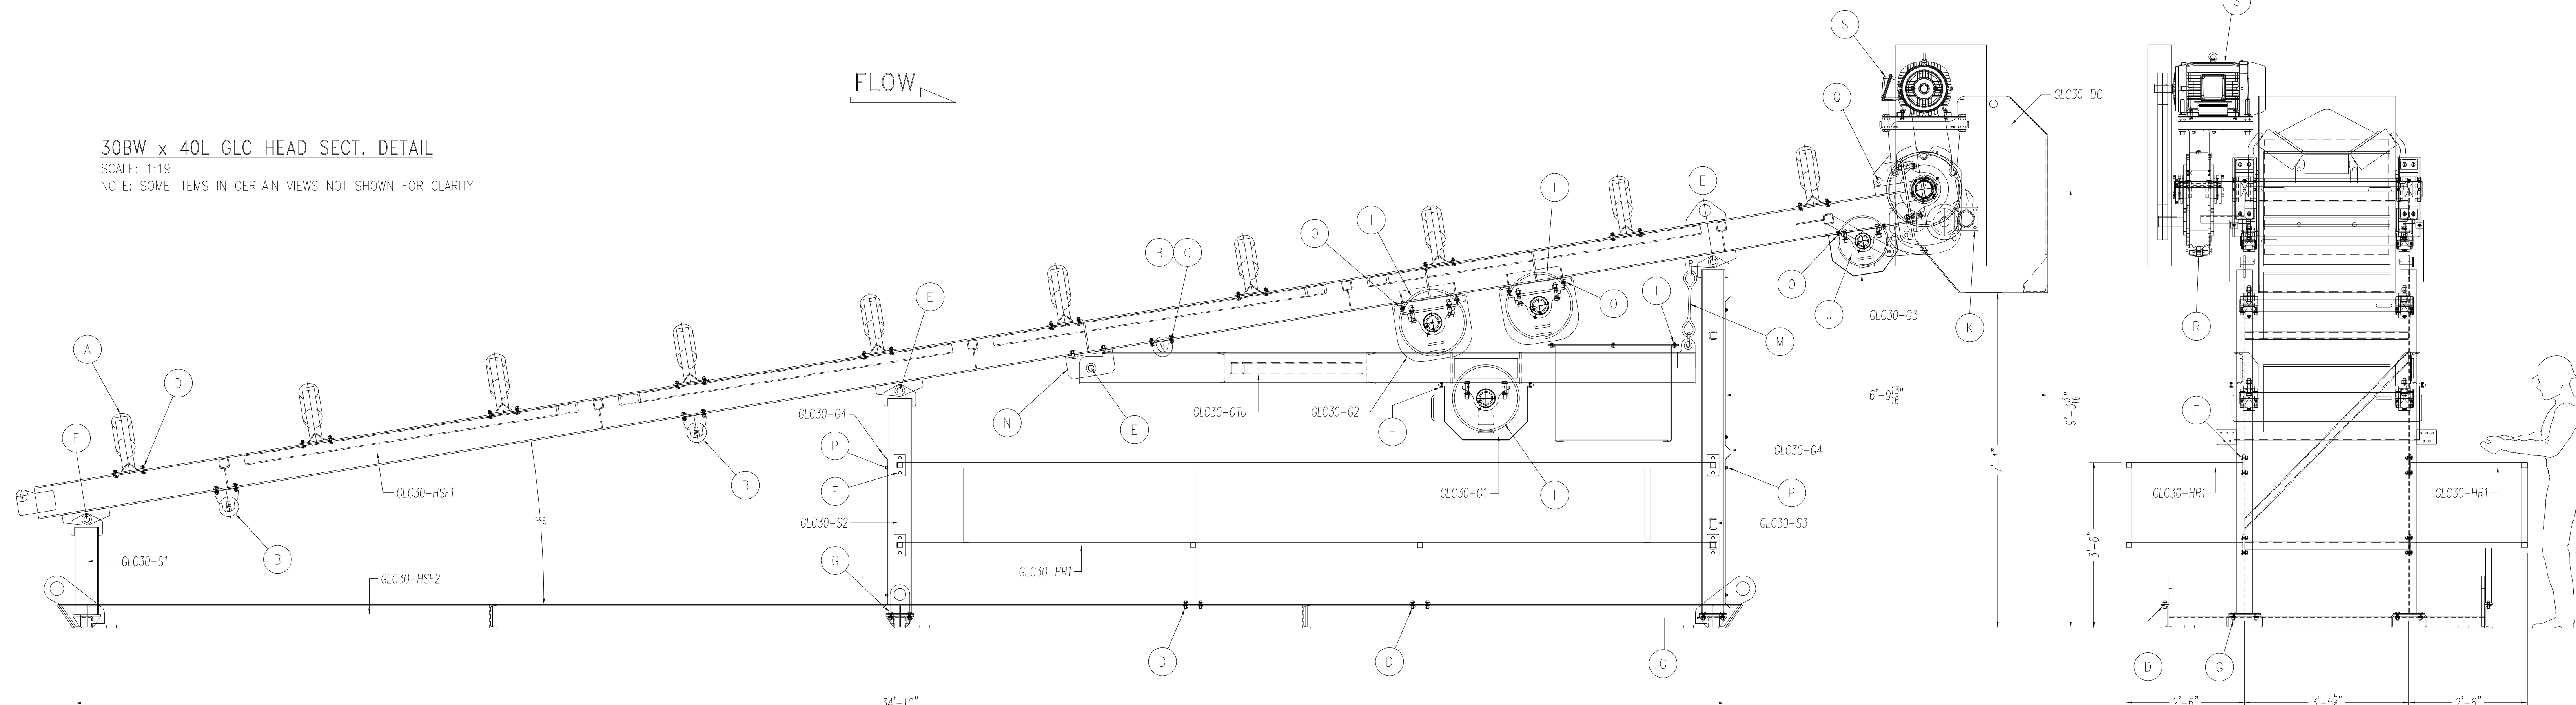 S
S
FLOW
30BW x 40L GLC HEAD SECT. DETAIL
SCALE: 1:19
NOTE: SOME ITEMS IN CERTAIN VIEWS NOT SHOWN FOR CLARITY
Q
GLC30-DC
E
I
I
O
B C
E
O
T
O
J
GLC30-G3
K
M
R
A
D
E
N
E
GLC30-GTU
GLC30-G2
H
GLC30-G4
P
F
GLC30-HSF1
B
B
GLC30-G1
I
GLC30-G4
P
6'-9 13/16"
7'-1"
9'-3 3/16"
F
GLC30-HR1
GLC30-HR1
3'-6"
GLC30-S1
GLC30-HSF2
9°
GLC30-S2
G
GLC30-HR1
GLC30-S3
D
D
G
D
G
34'-10"
2'-6"
3'-5 5/8"
2'-6"